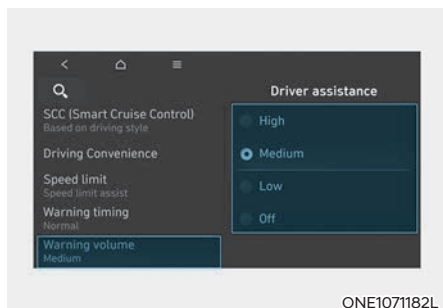 Driver assistance
SCC (Smart Cruise Control)
Based on driving style
Driving Convenience
Speed limit
Speed limit assist
Warning timing
Normal
Warning volume
Medium
High
Medium
Low
Off
ONE1071182L